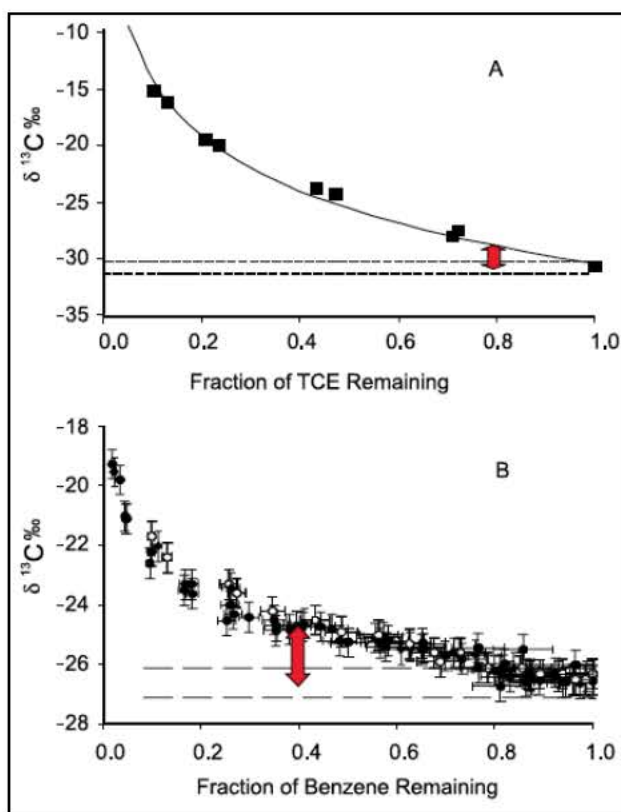 -10
A
-15
-20
δ ¹³C ‰
-25
-30
-35
0.0 0.2 0.4 0.6 0.8 1.0
Fraction of TCE Remaining
-18
B
-20
δ ¹³C ‰
-22
-24
-26
-28
0.0 0.2 0.4 0.6 0.8 1.0
Fraction of Benzene Remaining